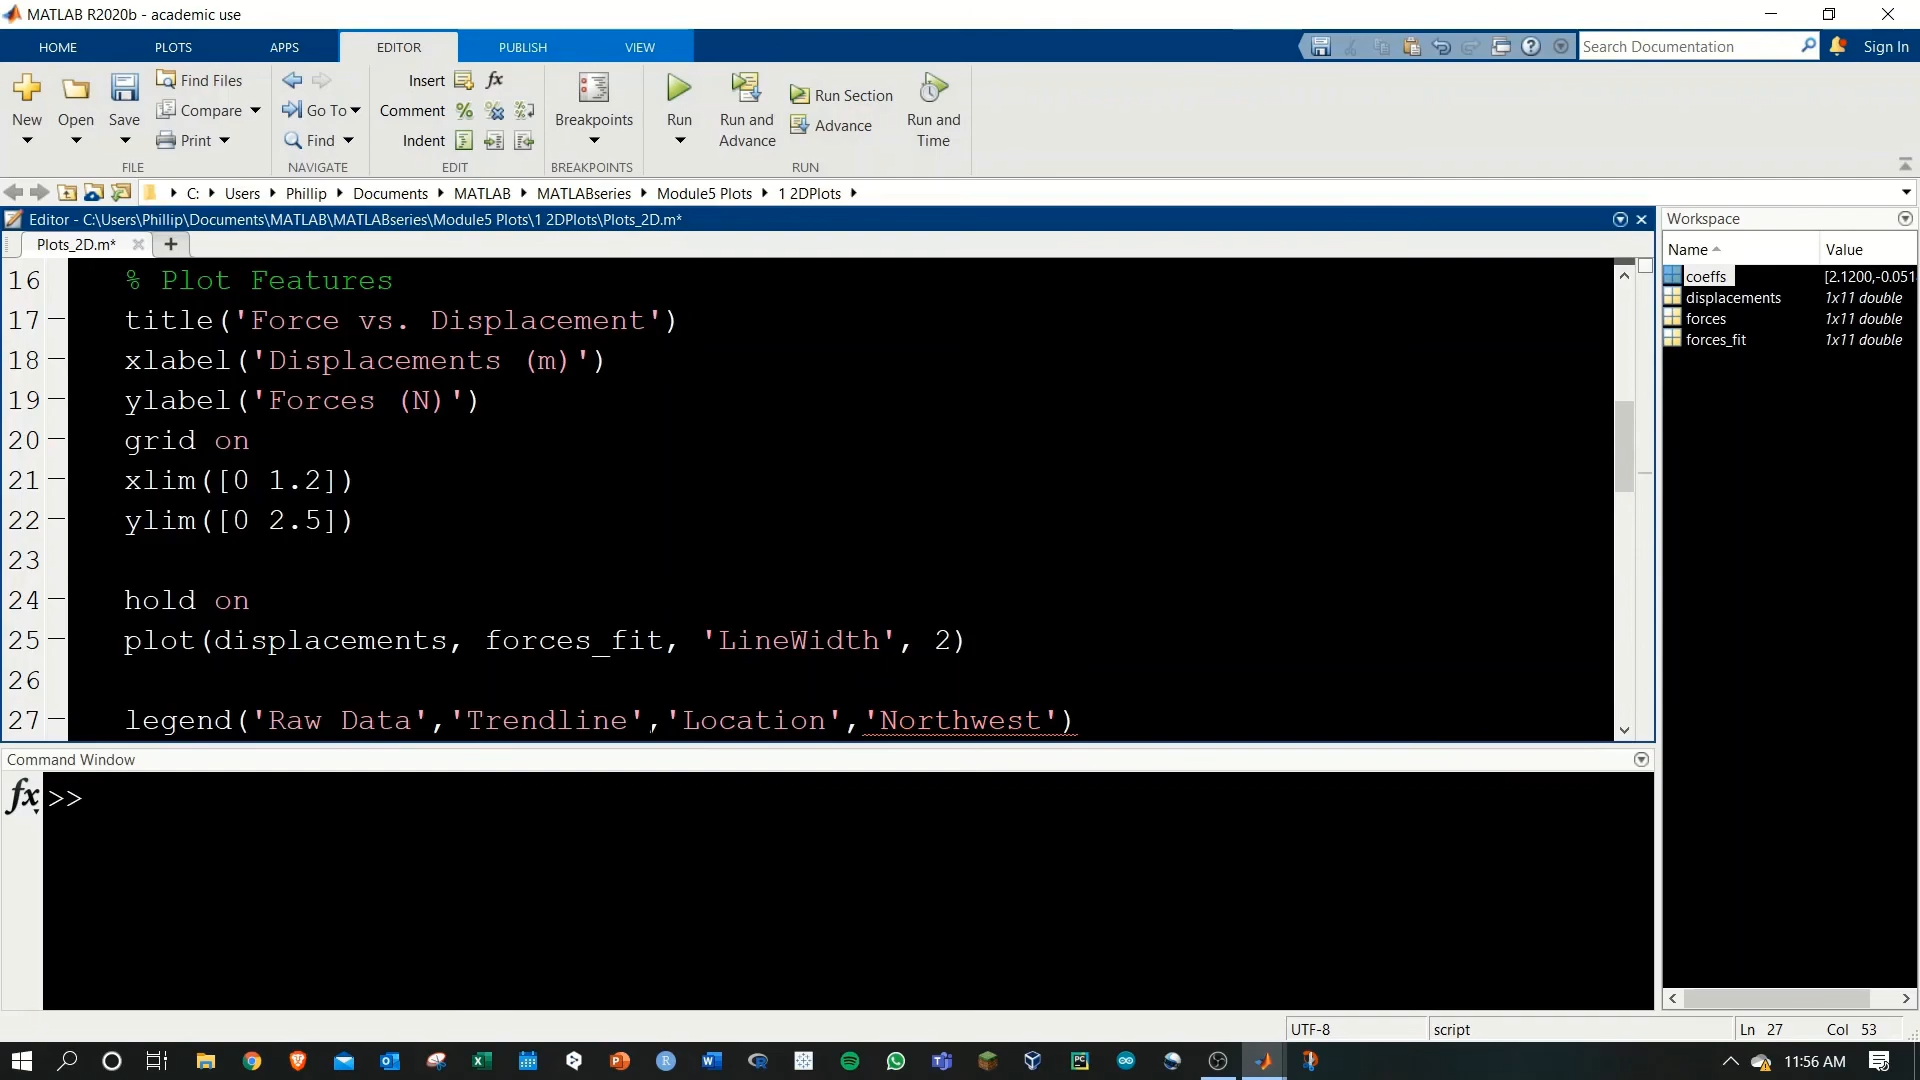 MATLAB R2020b - academic use
HOME PLOTS APPS EDITOR PUBLISH VIEW Search Documentation Sign In
New Open Save Find Files Compare Print FILE
Go To Find NAVIGATE
Insert fx Comment Indent EDIT
Breakpoints BREAKPOINTS
Run Run and Advance Run Section Advance Run and Time RUN
C: Users Phillip Documents MATLAB MATLABseries Module5 Plots 1 2DPlots
Editor - C:\Users\Phillip\Documents\MATLAB\MATLABseries\Module5 Plots\1 2DPlots\Plots_2D.m*
Plots_2D.m*
16 % Plot Features
17 title('Force vs. Displacement')
18 xlabel('Displacements (m)')
19 ylabel('Forces (N)')
20 grid on
21 xlim([0 1.2])
22 ylim([0 2.5])
23
24 hold on
25 plot(displacements, forces_fit, 'LineWidth', 2)
26
27 legend('Raw Data','Trendline','Location','Northwest')
Command Window
fx >>
Workspace
Name Value
coeffs [2.1200,-0.051
displacements 1x11 double
forces 1x11 double
forces_fit 1x11 double
UTF-8 script Ln 27 Col 53
11:56 AM